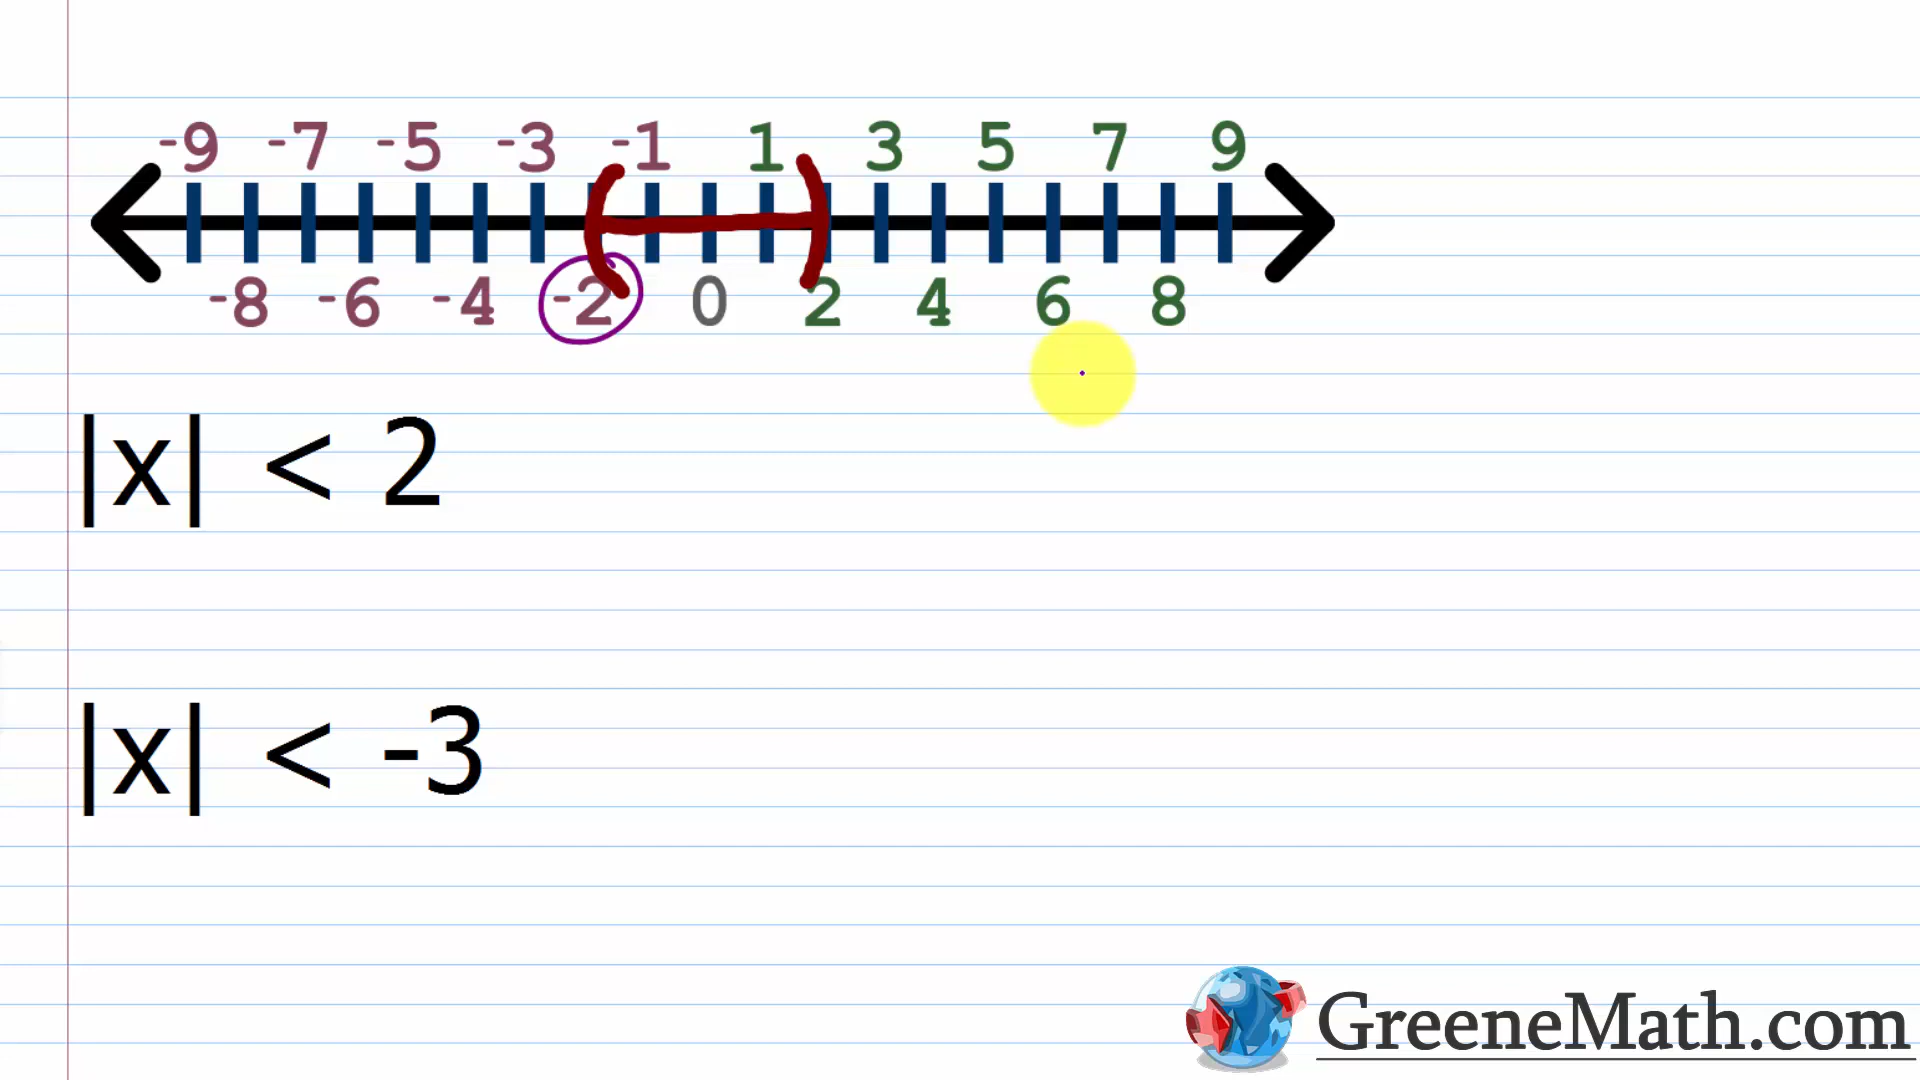 -9 -7 -5 -3 -1 1 3 5 7 9
-8 -6 -4 -2 0 2 4 6 8
|x| < 2
|x| < -3
GreeneMath.com